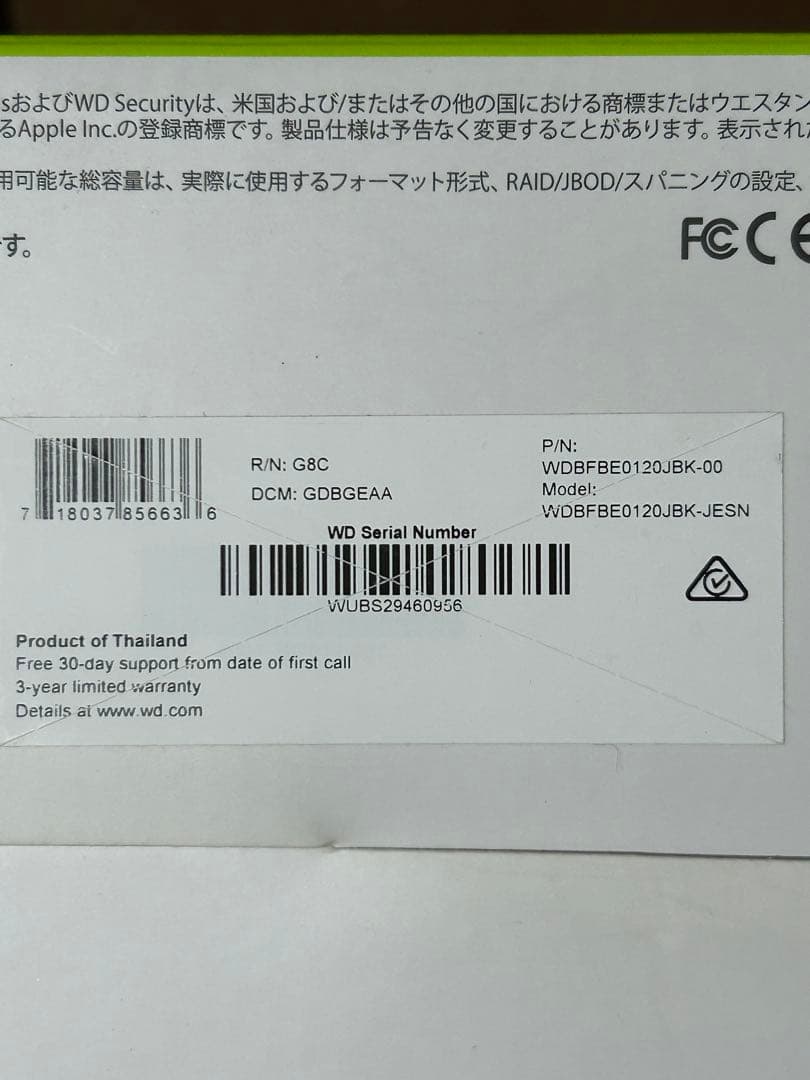 sおよびWD Securityは、米国および/またはその他の国における商標またはウエスタン
るApple Inc.の登録商標です。製品仕様は予告なく変更することがあります。表示された
用可能な総容量は、実際に使用するフォーマット形式、RAID/JBOD/スパニングの設定、
です。
FC CE
R/N: G8C
DCM: GDBGEAA
P/N:
WDBFBE0120JBK-00
Model:
WDBFBE0120JBK-JESN
7 18037 85663 6
WD Serial Number
WUBS29460956
Product of Thailand
Free 30-day support from date of first call
3-year limited warranty
Details at www.wd.com